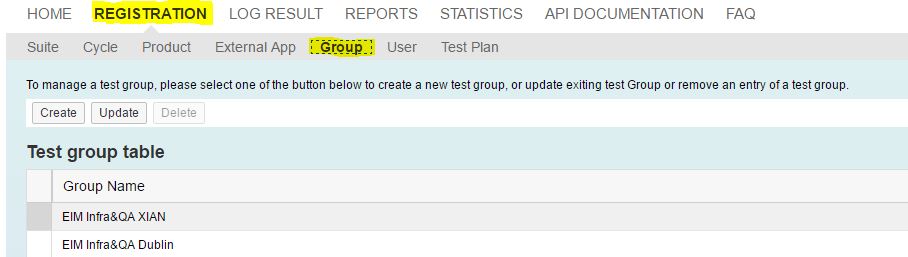 HOME REGISTRATION LOG RESULT REPORTS STATISTICS API DOCUMENTATION FAQ
Suite Cycle Product External App Group User Test Plan
To manage a test group, please select one of the button below to create a new test group, or update exiting test Group or remove an entry of a test group.
Create Update Delete
Test group table
Group Name
EIM Infra&QA XIAN
EIM Infra&QA Dublin